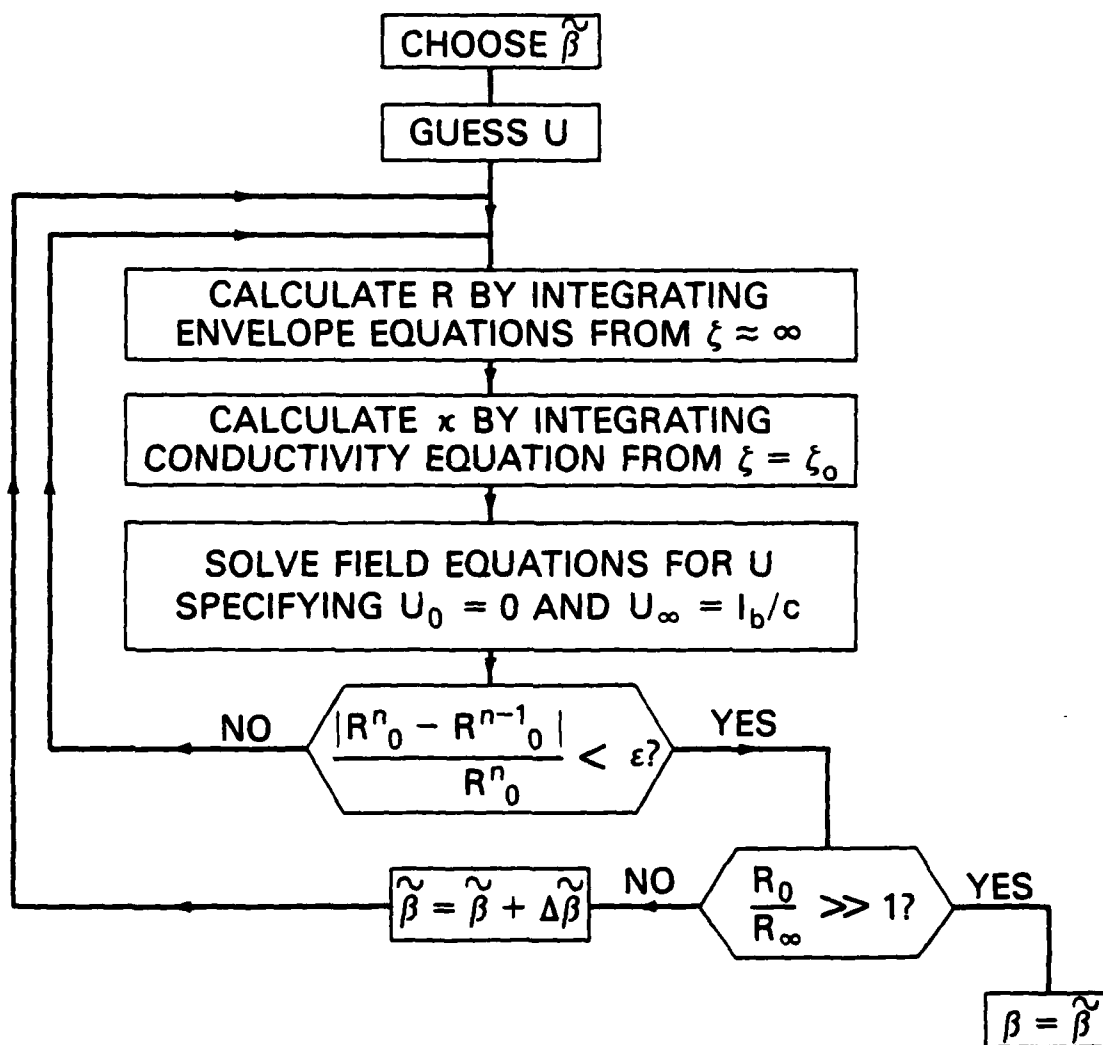 CHOOSE β̃
GUESS U
CALCULATE R BY INTEGRATING
ENVELOPE EQUATIONS FROM ζ ≈ ∞
CALCULATE ϰ BY INTEGRATING
CONDUCTIVITY EQUATION FROM ζ = ζ₀
SOLVE FIELD EQUATIONS FOR U
SPECIFYING U₀ = 0 AND U∞ = I_b/c
NO
|Rⁿ₀ − Rⁿ⁻¹₀|
Rⁿ₀
< ε?
YES
β̃ = β̃ + Δβ̃
NO
R₀
R∞
≫ 1?
YES
β = β̃